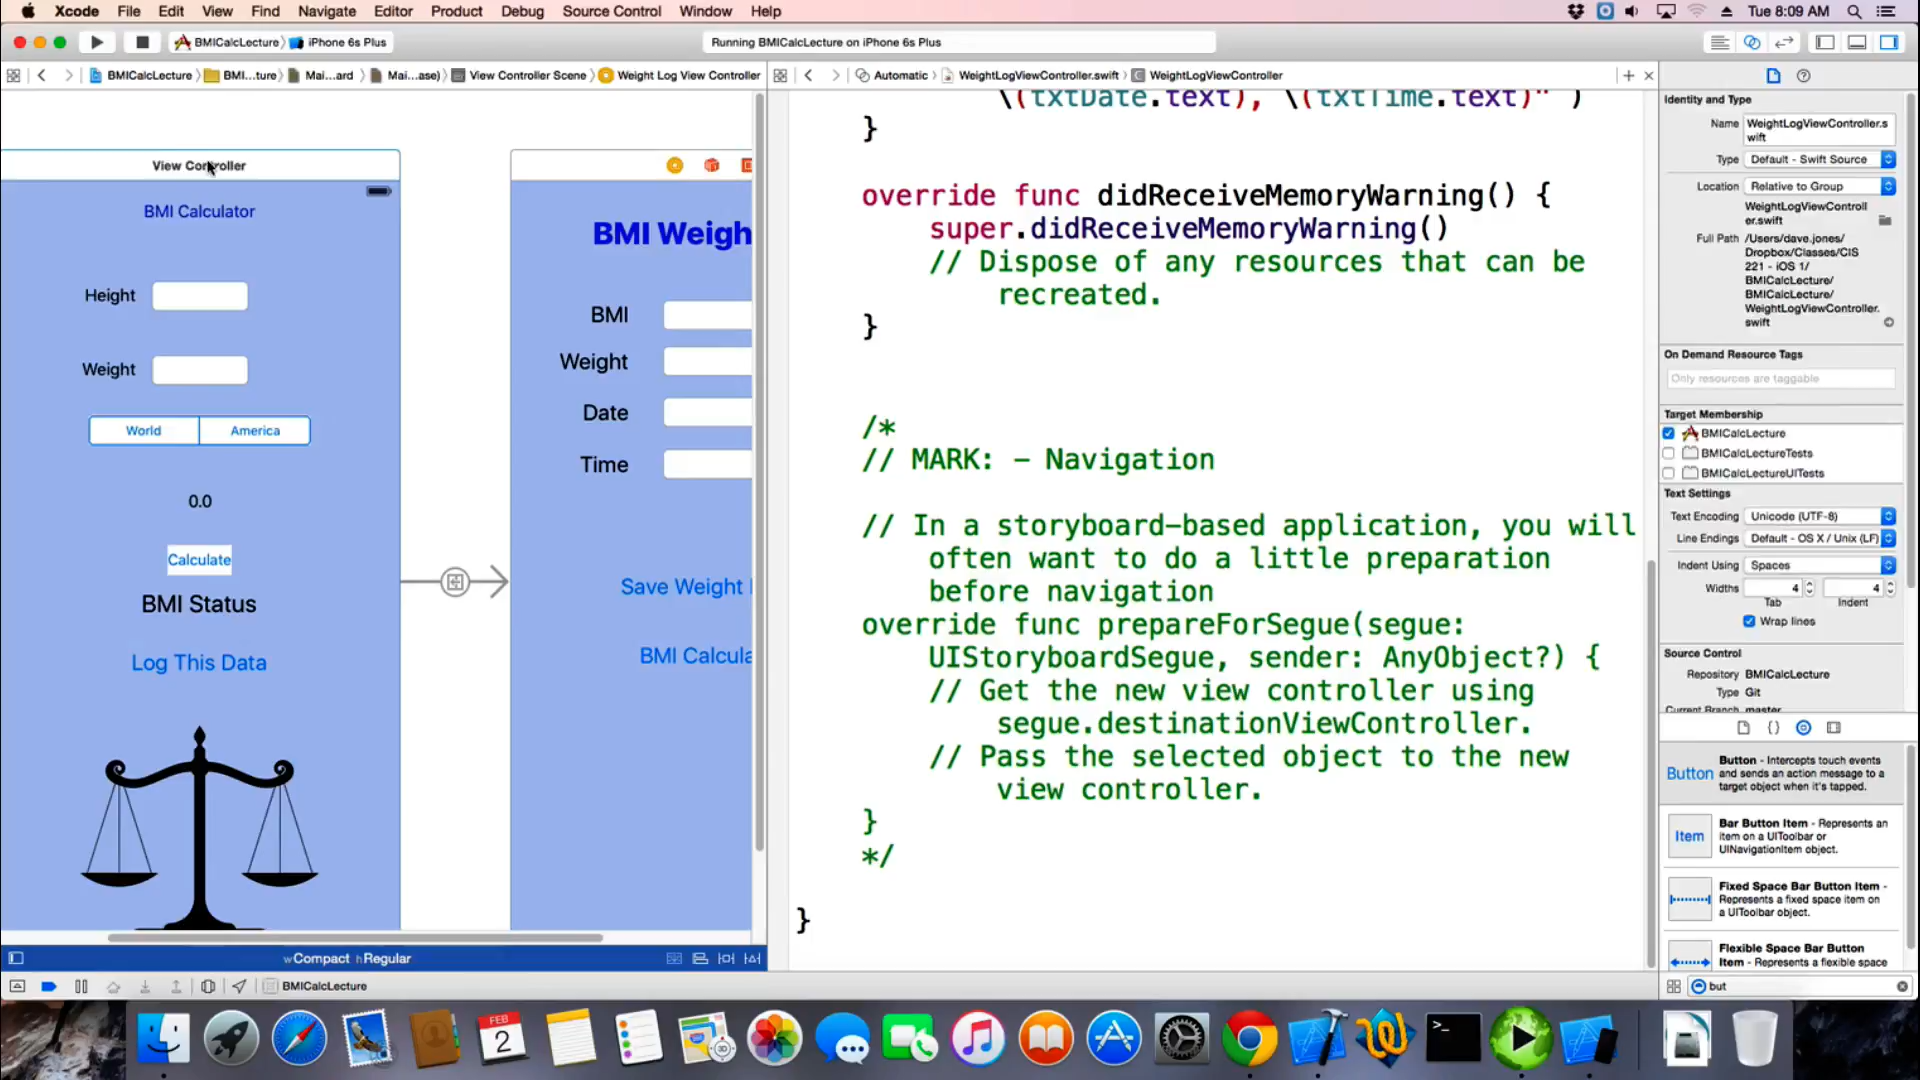 Xcode File Edit View Find Navigate Editor Product Debug Source Control Window Help
Tue 8:09 AM
BMICalcLecture iPhone 6s Plus
Running BMICalcLecture on iPhone 6s Plus
BMICalcLecture BMI...ture Mai...ard Mai...ase) View Controller Scene Weight Log View Controller
Automatic WeightLogViewController.swift WeightLogViewController
View Controller
BMI Calculator
Height
Weight
World America
0.0
Calculate
BMI Status
Log This Data
BMI Weigh
BMI
Weight
Date
Time
Save Weight
BMI Calcula
wCompact hRegular
BMICalcLecture
\(txtDate.text), \(txtTime.text)" )
}
override func didReceiveMemoryWarning() {
super.didReceiveMemoryWarning()
// Dispose of any resources that can be
recreated.
}
/*
// MARK: - Navigation
// In a storyboard-based application, you will
often want to do a little preparation
before navigation
override func prepareForSegue(segue:
UIStoryboardSegue, sender: AnyObject?) {
// Get the new view controller using
segue.destinationViewController.
// Pass the selected object to the new
view controller.
}
*/
}
Identity and Type
Name WeightLogViewController.s
wift
Type Default - Swift Source
Location Relative to Group
WeightLogViewControll
er.swift
Full Path /Users/dave.jones/
Dropbox/Classes/CIS
221 - iOS 1/
BMICalcLecture/
BMICalcLecture/
WeightLogViewController.
swift
On Demand Resource Tags
Only resources are taggable
Target Membership
BMICalcLecture
BMICalcLectureTests
BMICalcLectureUITests
Text Settings
Text Encoding Unicode (UTF-8)
Line Endings Default - OS X / Unix (LF)
Indent Using Spaces
Widths 4 4
Tab Indent
Wrap lines
Source Control
Repository BMICalcLecture
Type Git
Current Branch master
Button
Button - Intercepts touch events
and sends an action message to a
target object when it's tapped.
Item
Bar Button Item - Represents an
item on a UIToolbar or
UINavigationItem object.
Fixed Space Bar Button Item -
Represents a fixed space item on
a UIToolbar object.
Flexible Space Bar Button
Item - Represents a flexible space
but
FEB
2